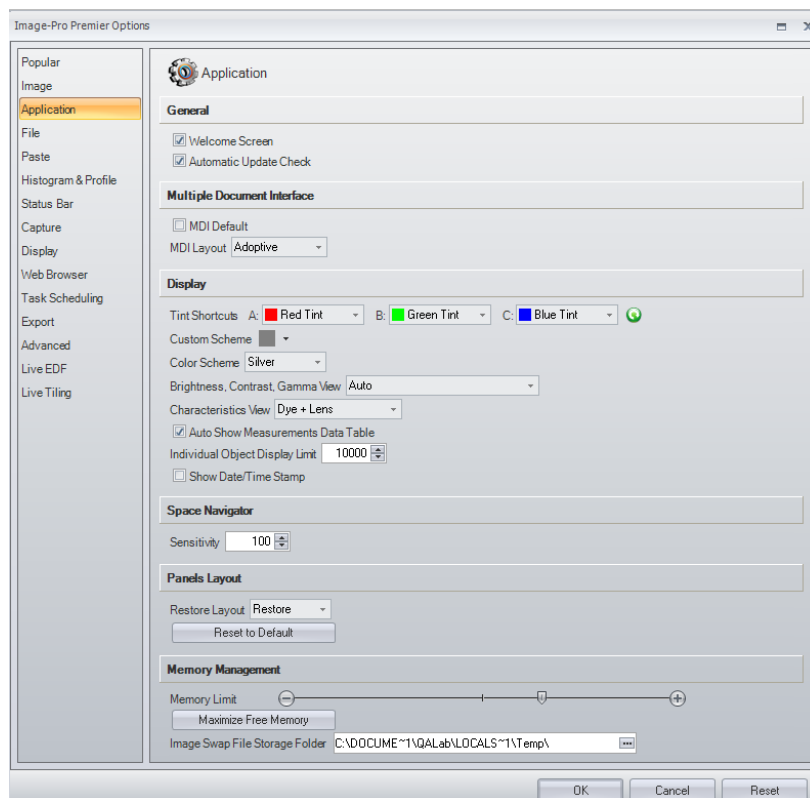 Image-Pro Premier Options
Popular
Image
Application
File
Paste
Histogram & Profile
Status Bar
Capture
Display
Web Browser
Task Scheduling
Export
Advanced
Live EDF
Live Tiling
Application
General
Welcome Screen
Automatic Update Check
Multiple Document Interface
MDI Default
MDI Layout Adoptive
Display
Tint Shortcuts A: Red Tint B: Green Tint C: Blue Tint
Custom Scheme
Color Scheme Silver
Brightness, Contrast, Gamma View Auto
Characteristics View Dye + Lens
Auto Show Measurements Data Table
Individual Object Display Limit 10000
Show Date/Time Stamp
Space Navigator
Sensitivity 100
Panels Layout
Restore Layout Restore
Reset to Default
Memory Management
Memory Limit
Maximize Free Memory
Image Swap File Storage Folder C:\DOCUME~1\QALab\LOCALS~1\Temp\
OK Cancel Reset